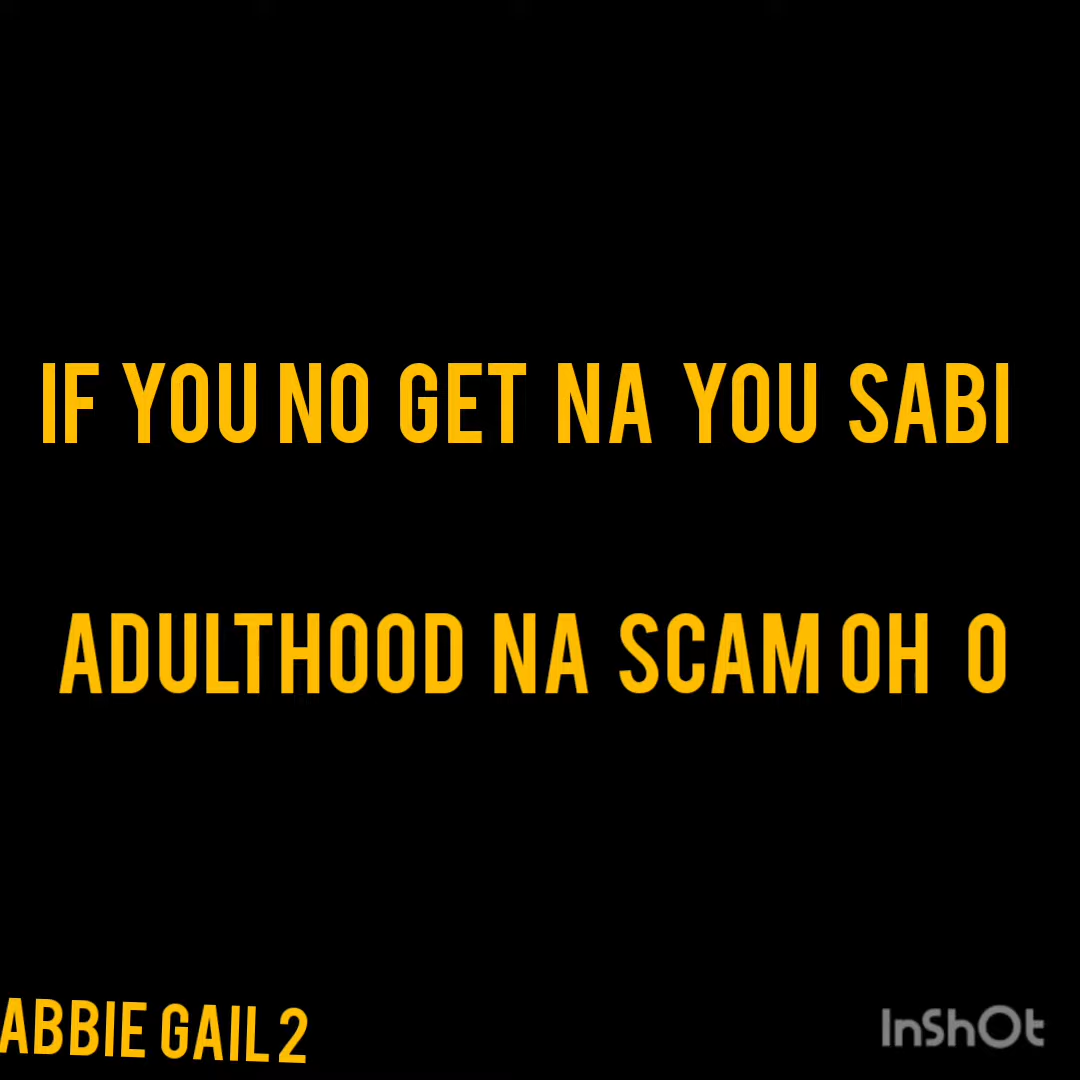 IF YOU NO GET NA YOU SABI
ADULTHOOD NA SCAM OH O
ABBIE GAIL 2
InShOt